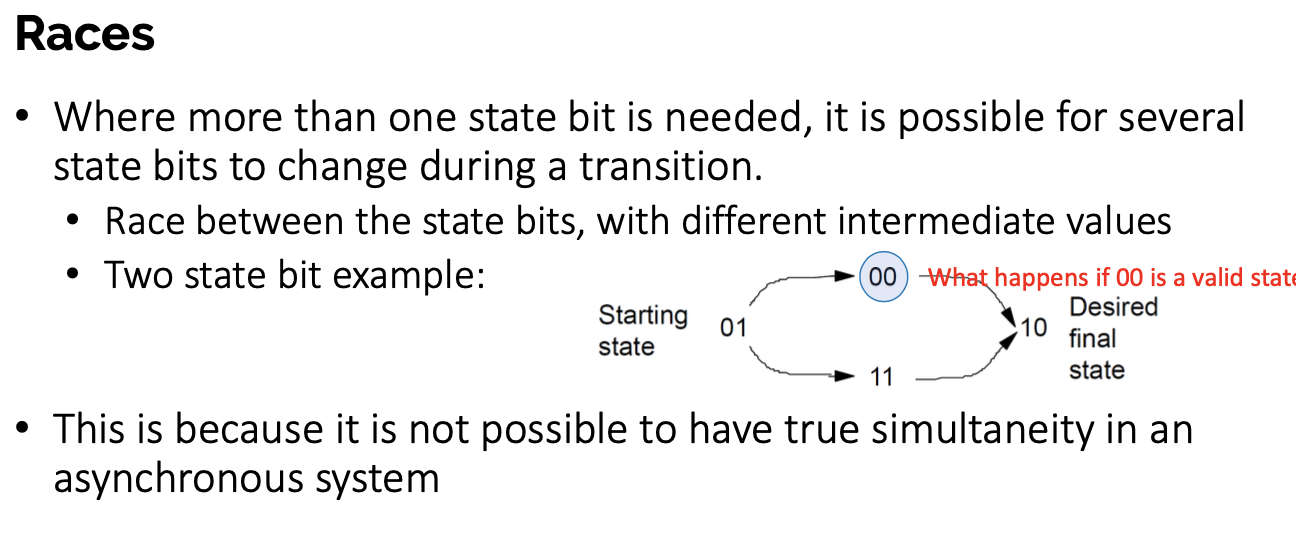 Races
• Where more than one state bit is needed, it is possible for several
state bits to change during a transition.
• Race between the state bits, with different intermediate values
• Two state bit example:
00
What happens if 00 is a valid state
Starting
state
01
10
Desired
final
state
11
• This is because it is not possible to have true simultaneity in an
asynchronous system